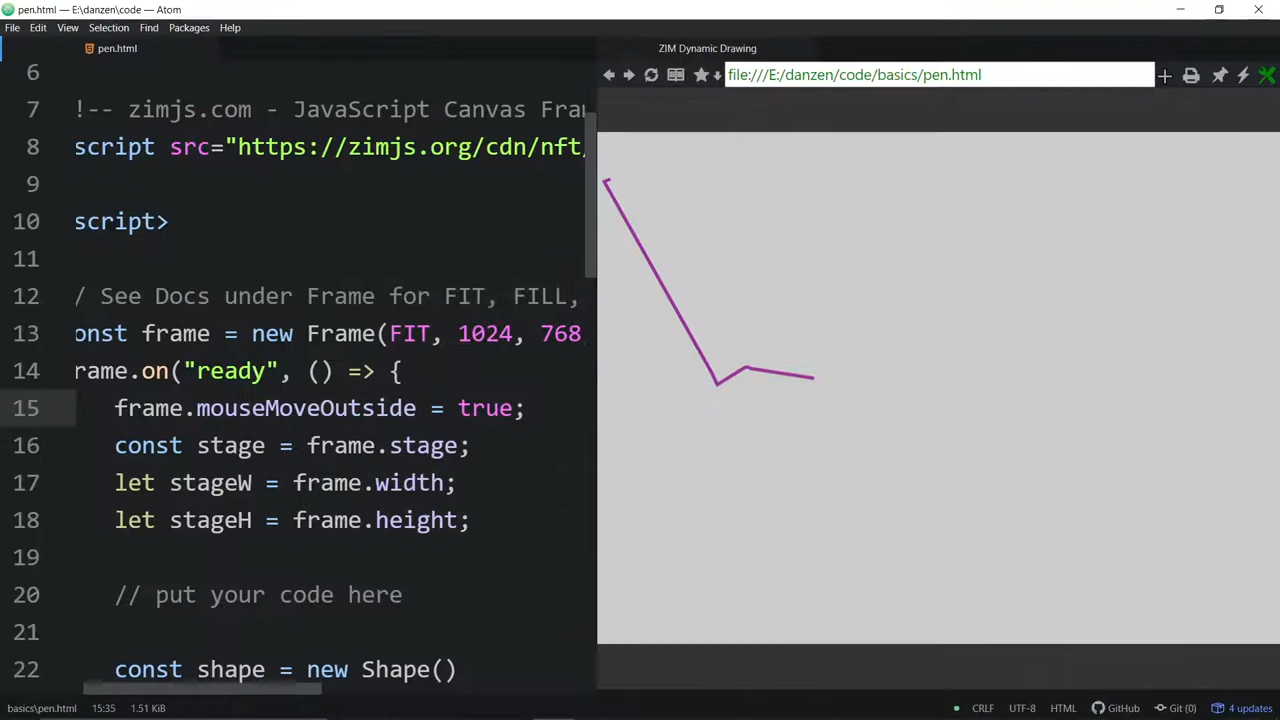 pen.html — E:\danzen\code — Atom
File Edit View Selection Find Packages Help
pen.html
ZIM Dynamic Drawing
file:///E:/danzen/code/basics/pen.html
6
7 !-- zimjs.com - JavaScript Canvas Fra
8 script src="https://zimjs.org/cdn/nft/
9
10 script>
11
12 / See Docs under Frame for FIT, FILL,
13 onst frame = new Frame(FIT, 1024, 768
14 rame.on("ready", () => {
15 frame.mouseMoveOutside = true;
16 const stage = frame.stage;
17 let stageW = frame.width;
18 let stageH = frame.height;
19
20 // put your code here
21
22 const shape = new Shape()
basics\pen.html 15:35 1.51 KiB CRLF UTF-8 HTML GitHub Git (0) 4 updates